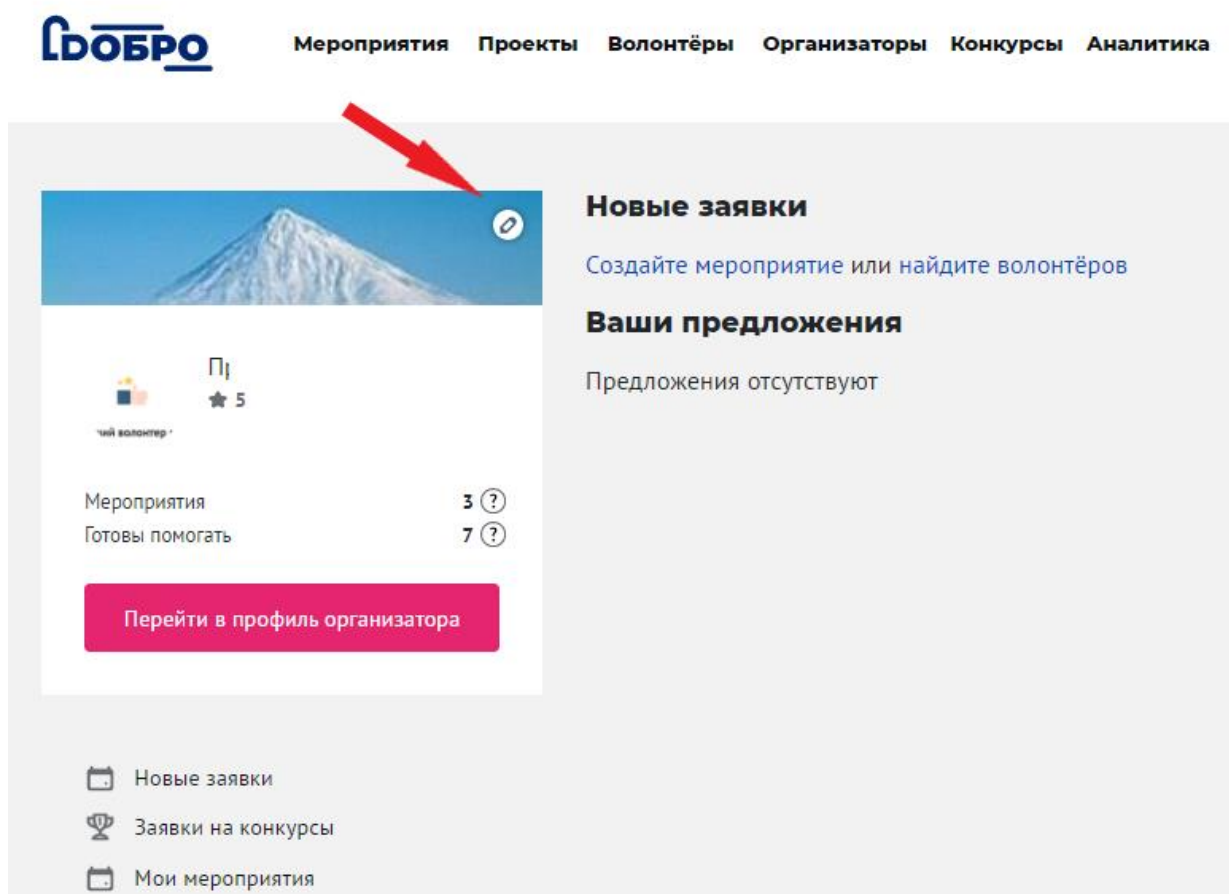 ДОБРО
Мероприятия Проекты Волонтёры Организаторы Конкурсы Аналитика
Новые заявки
Создайте мероприятие или найдите волонтёров
Ваши предложения
Предложения отсутствуют
5
волонтер
Мероприятия 3 ?
Готовы помогать 7 ?
Перейти в профиль организатора
Новые заявки
Заявки на конкурсы
Мои мероприятия